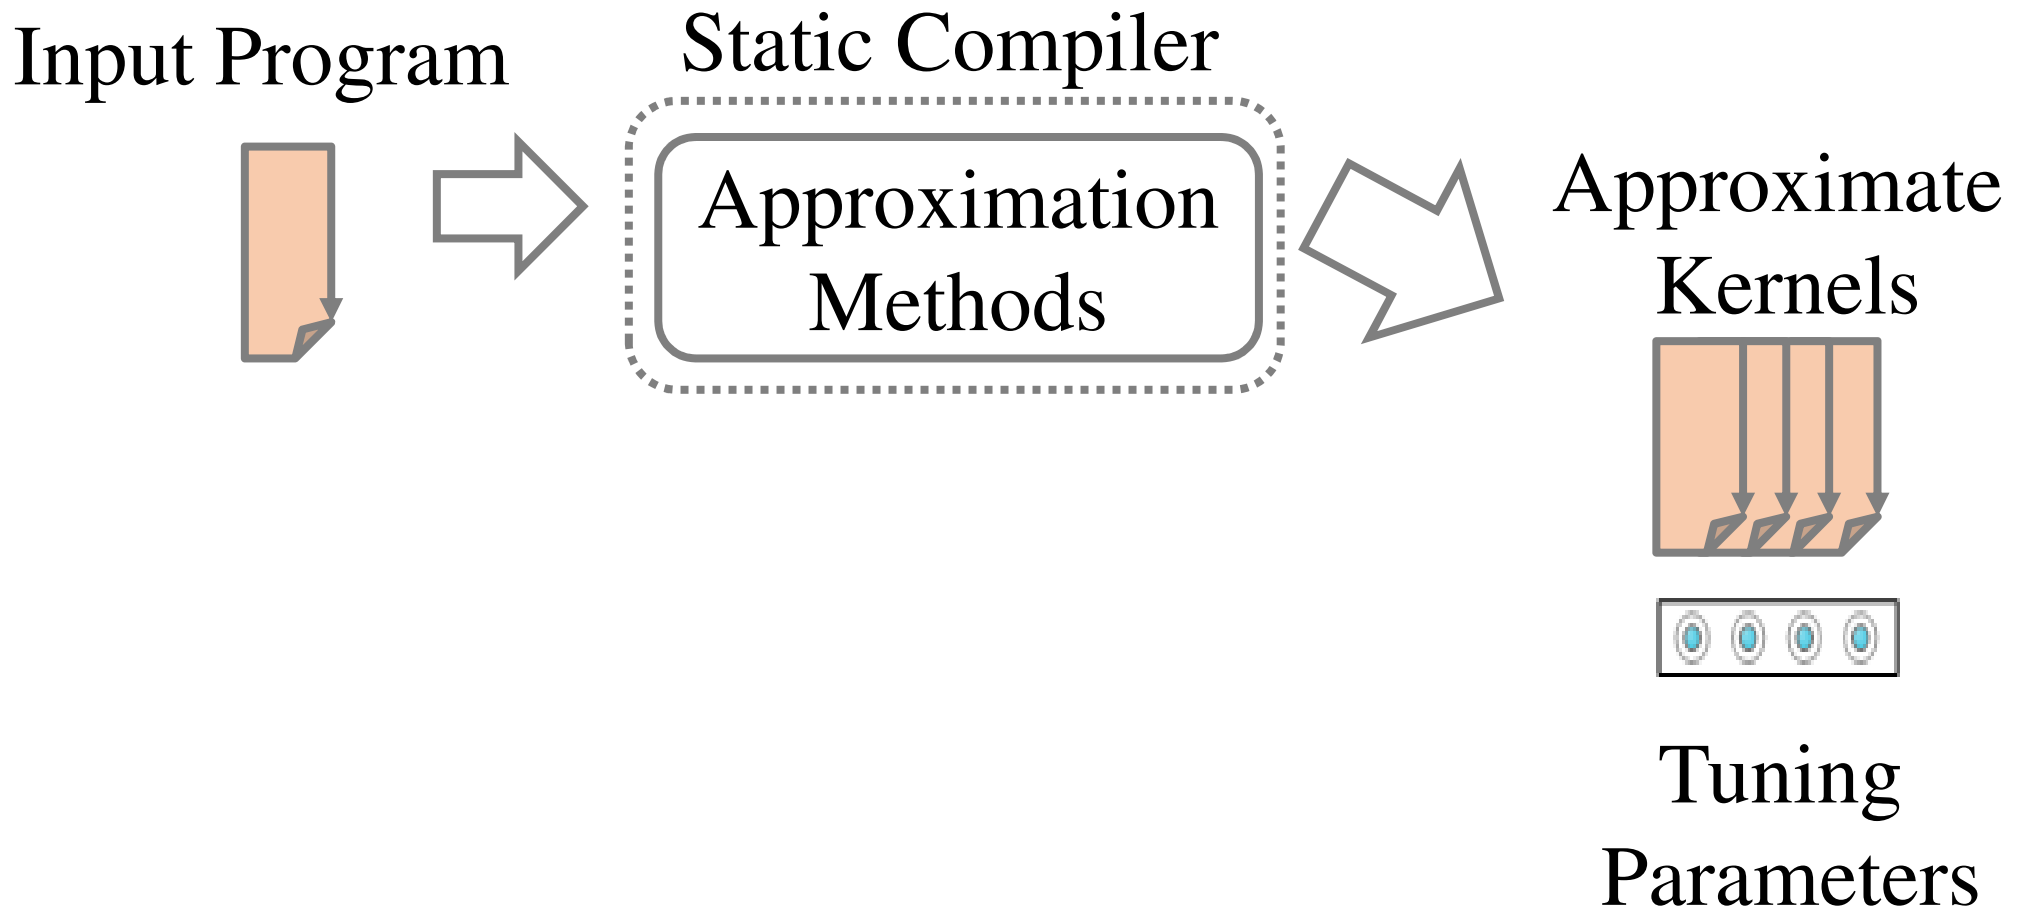 Input Program
Static Compiler
Approximation
Methods
Approximate
Kernels
Tuning
Parameters